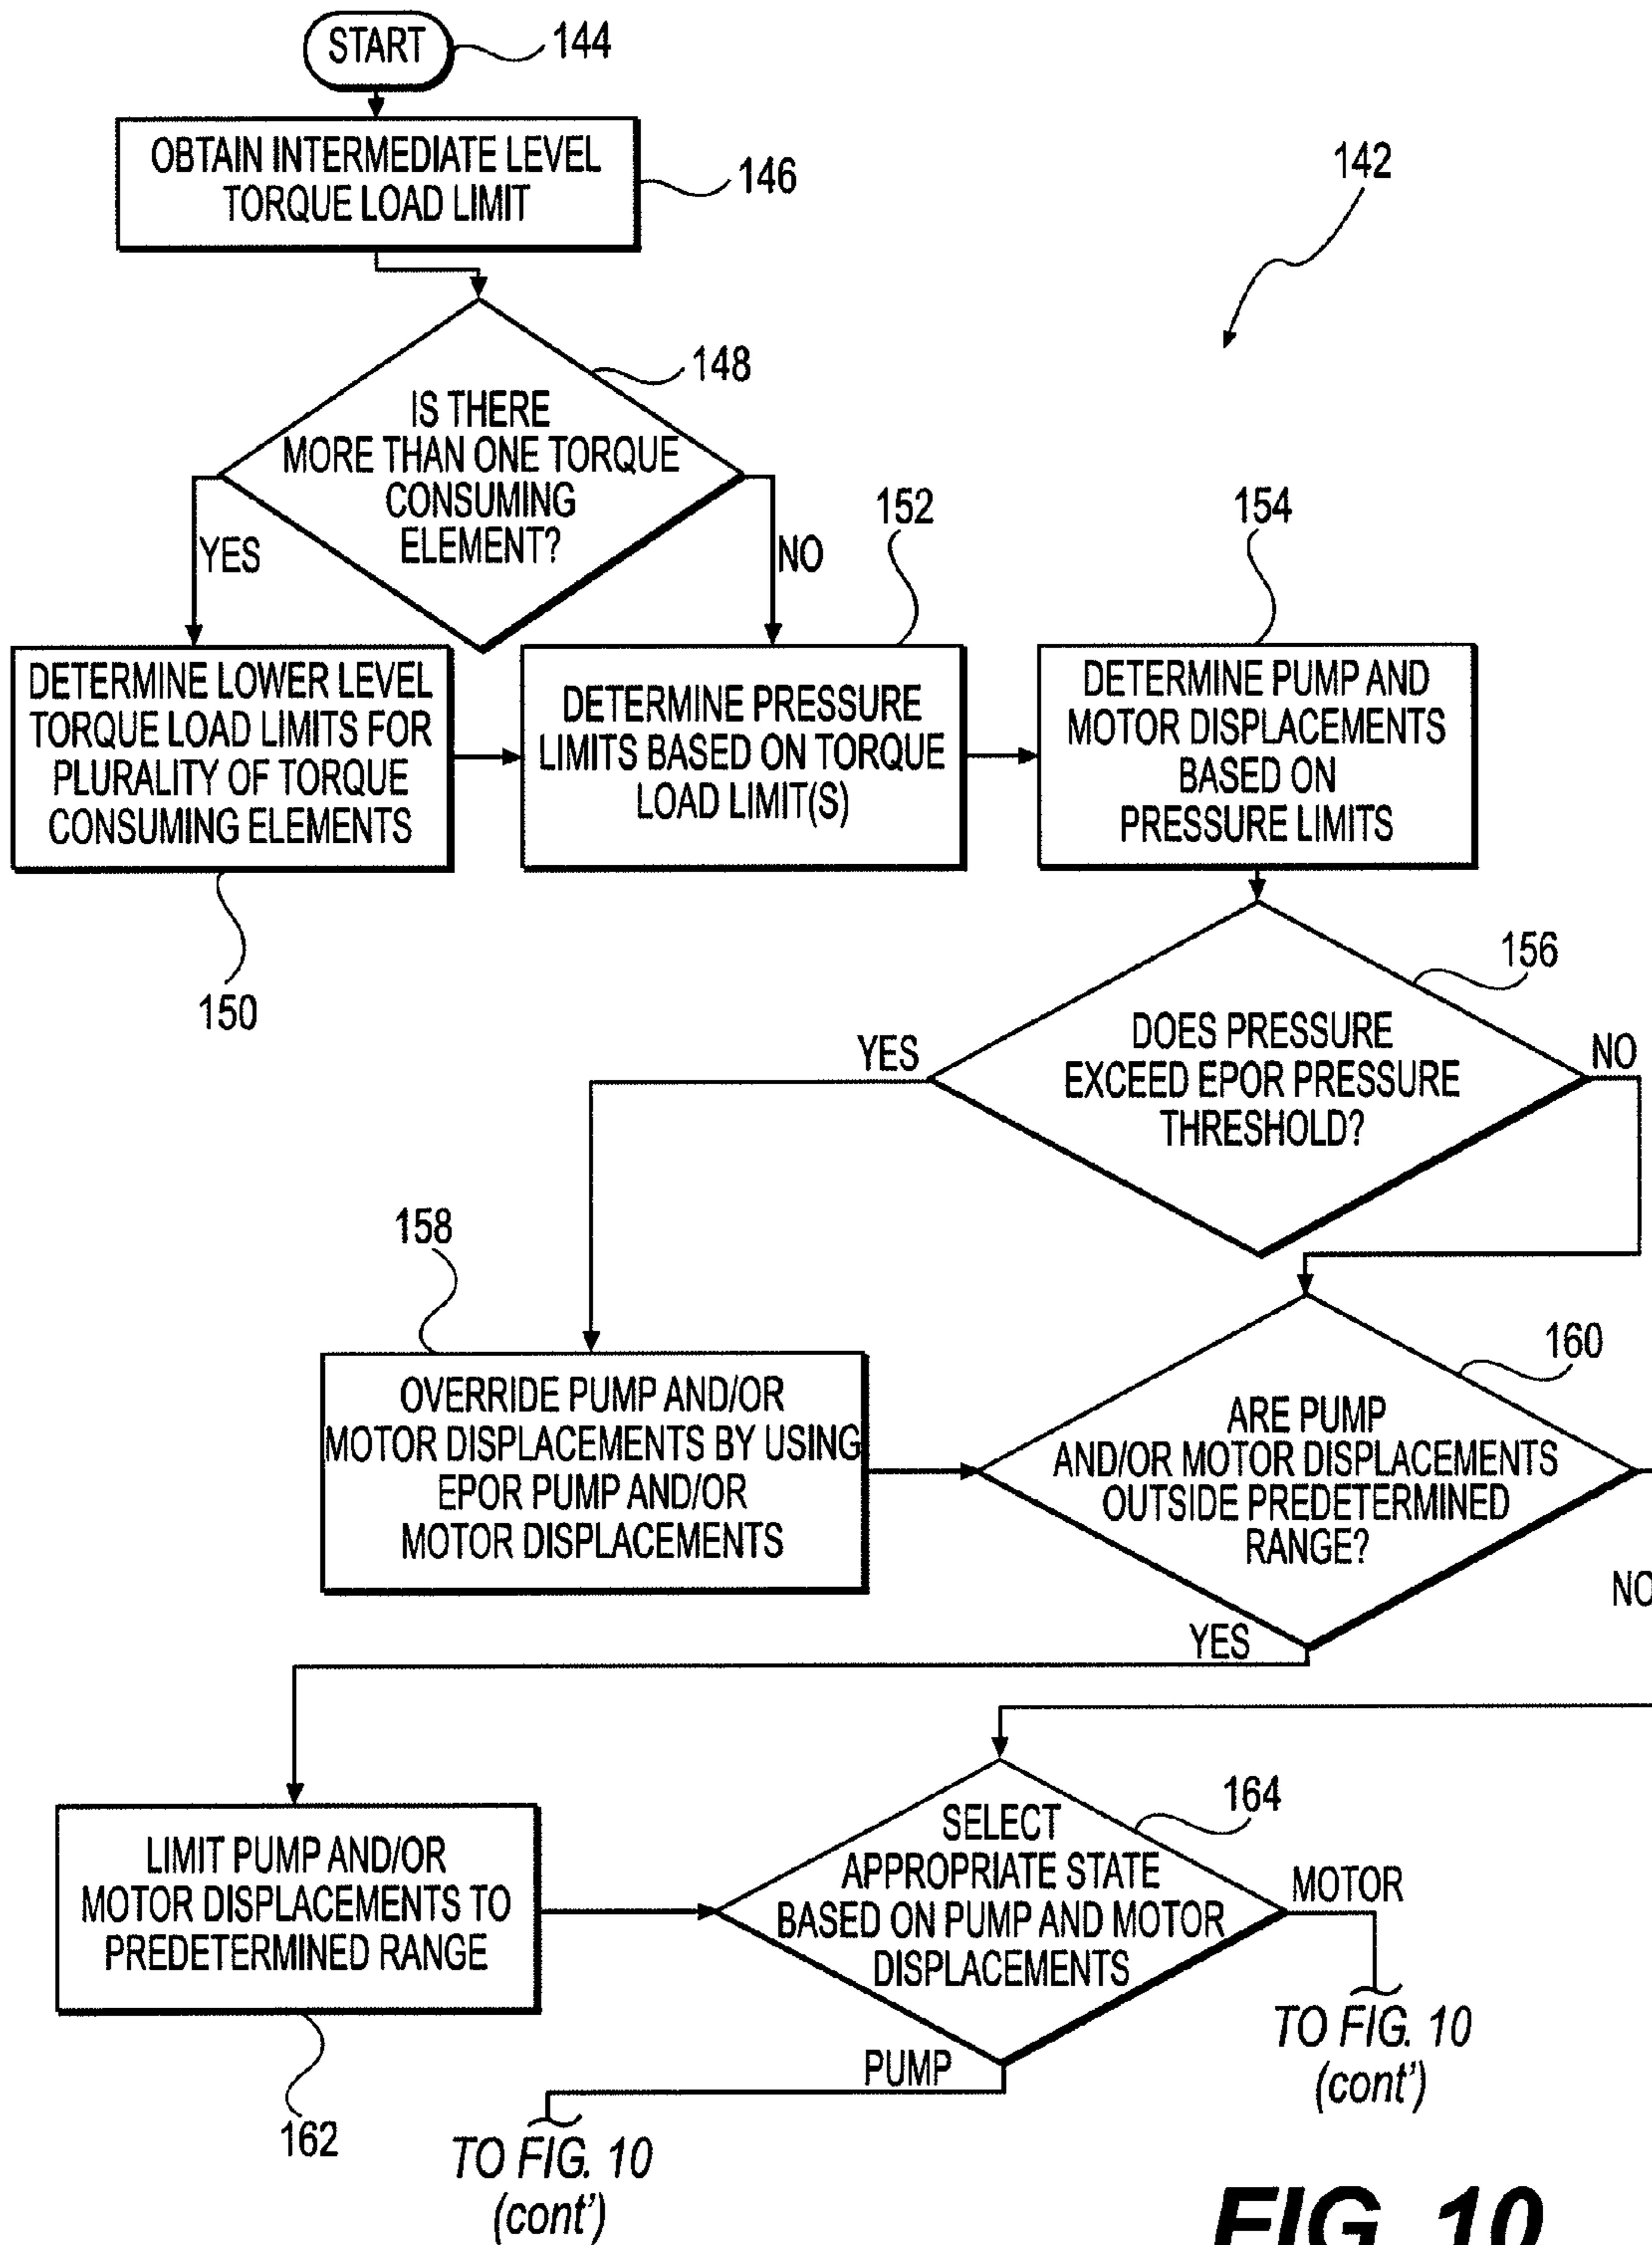 START
144
OBTAIN INTERMEDIATE LEVEL
TORQUE LOAD LIMIT
146
142
148
IS THERE
MORE THAN ONE TORQUE
CONSUMING
ELEMENT?
YES
NO
152
154
DETERMINE LOWER LEVEL
TORQUE LOAD LIMITS FOR
PLURALITY OF TORQUE
CONSUMING ELEMENTS
150
DETERMINE PRESSURE
LIMITS BASED ON TORQUE
LOAD LIMIT(S)
DETERMINE PUMP AND
MOTOR DISPLACEMENTS
BASED ON
PRESSURE LIMITS
156
DOES PRESSURE
EXCEED EPOR PRESSURE
THRESHOLD?
YES
NO
158
OVERRIDE PUMP AND/OR
MOTOR DISPLACEMENTS BY USING
EPOR PUMP AND/OR
MOTOR DISPLACEMENTS
160
ARE PUMP
AND/OR MOTOR DISPLACEMENTS
OUTSIDE PREDETERMINED
RANGE?
NO
YES
LIMIT PUMP AND/OR
MOTOR DISPLACEMENTS TO
PREDETERMINED RANGE
162
164
SELECT
APPROPRIATE STATE
BASED ON PUMP AND MOTOR
DISPLACEMENTS
MOTOR
TO FIG. 10
(cont')
PUMP
TO FIG. 10
(cont')
FIG. 10